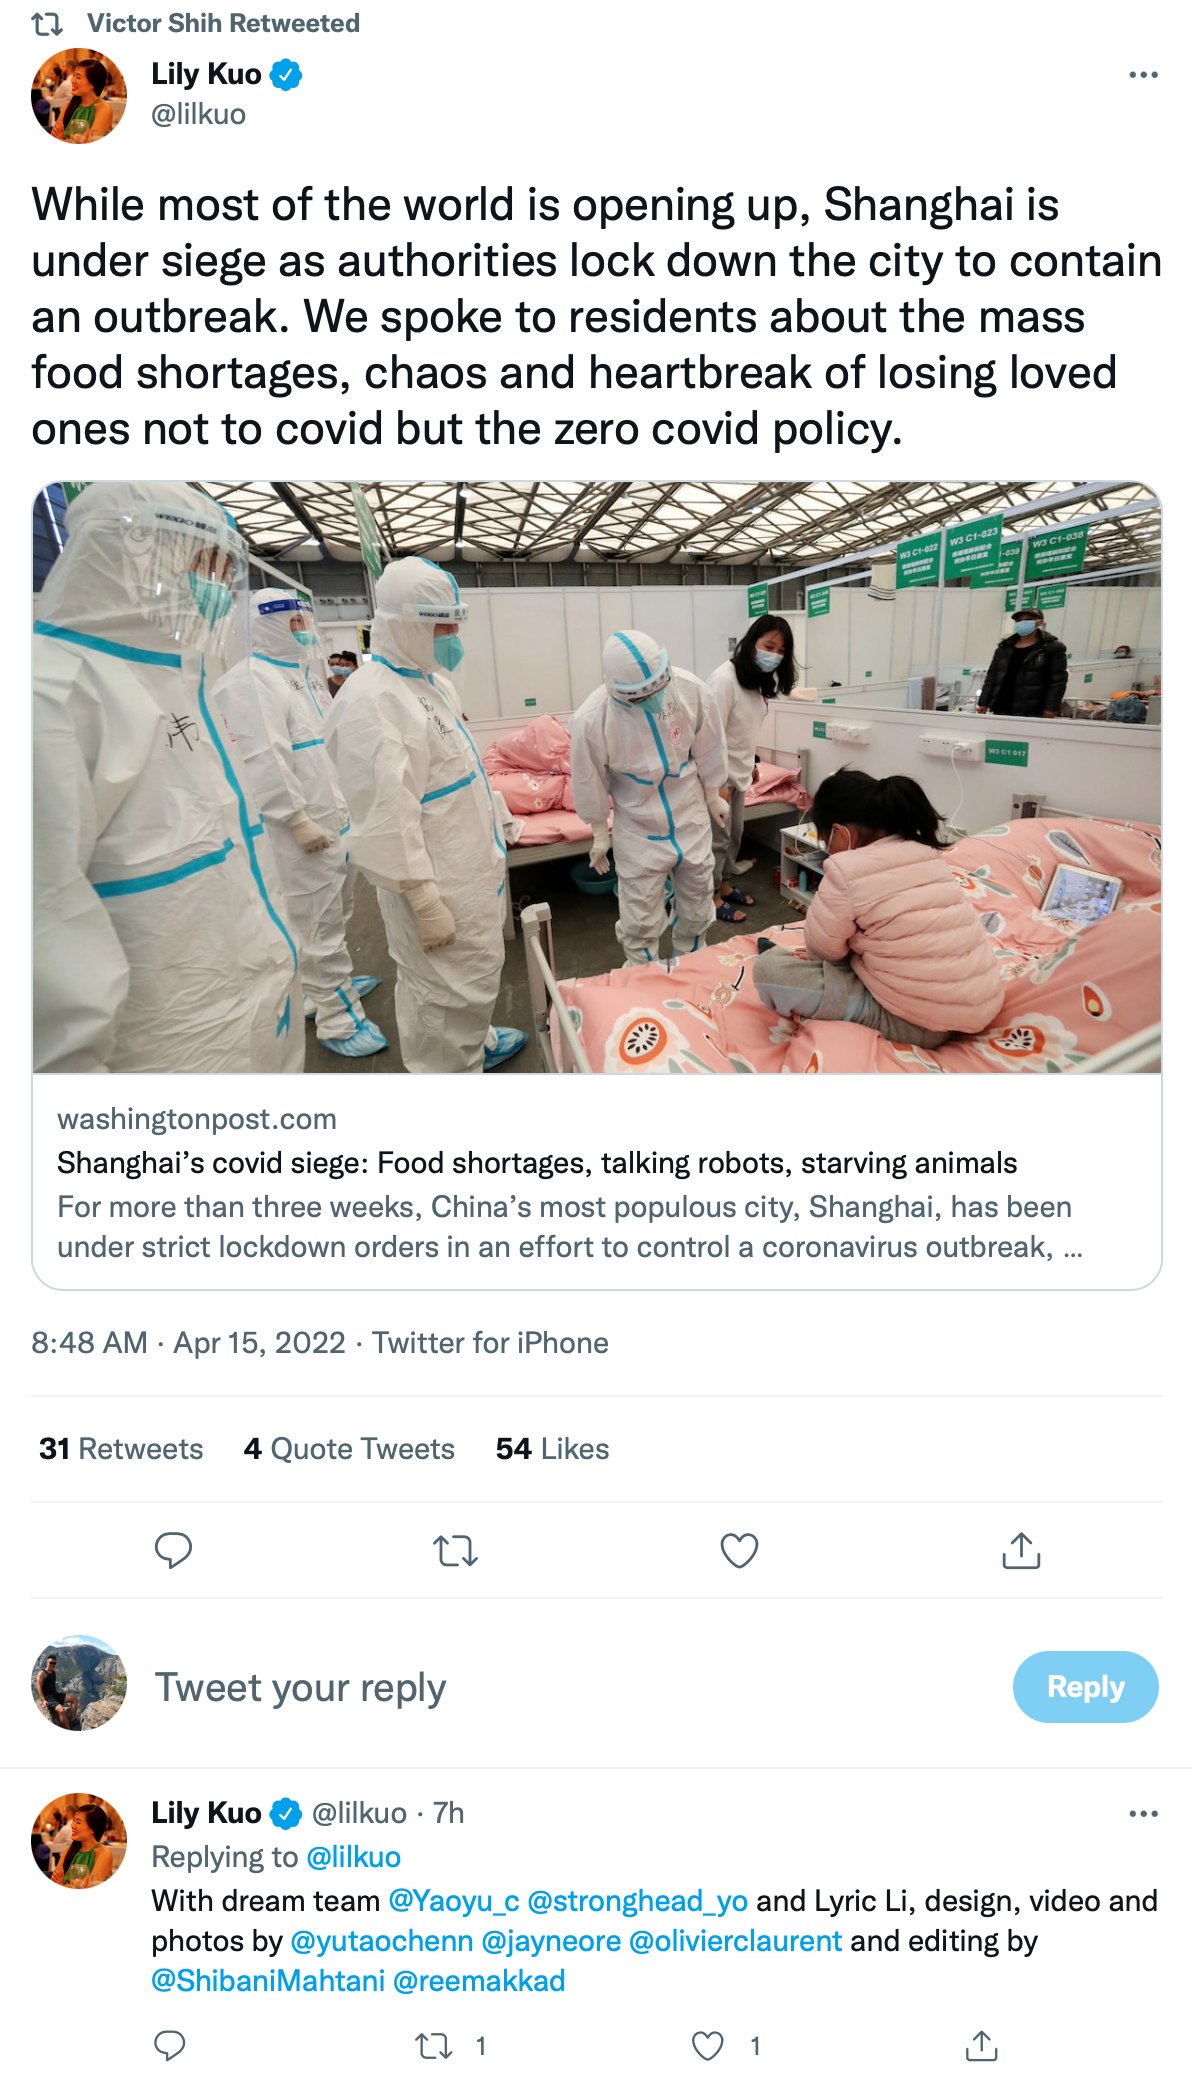 Victor Shih Retweeted
Lily Kuo
@lilkuo
While most of the world is opening up, Shanghai is
under siege as authorities lock down the city to contain
an outbreak. We spoke to residents about the mass
food shortages, chaos and heartbreak of losing loved
ones not to covid but the zero covid policy.
W3 C1-022
W3 C1-023
-039
W3 C1-038
W3 C1 017
伟
washingtonpost.com
Shanghai’s covid siege: Food shortages, talking robots, starving animals
For more than three weeks, China’s most populous city, Shanghai, has been
under strict lockdown orders in an effort to control a coronavirus outbreak, ...
8:48 AM · Apr 15, 2022 · Twitter for iPhone
31 Retweets 4 Quote Tweets 54 Likes
Tweet your reply
Reply
Lily Kuo @lilkuo · 7h
Replying to @lilkuo
With dream team @Yaoyu_c @stronghead_yo and Lyric Li, design, video and
photos by @yutaochenn @jayneore @olivierclaurent and editing by
@ShibaniMahtani @reemakkad
1 1